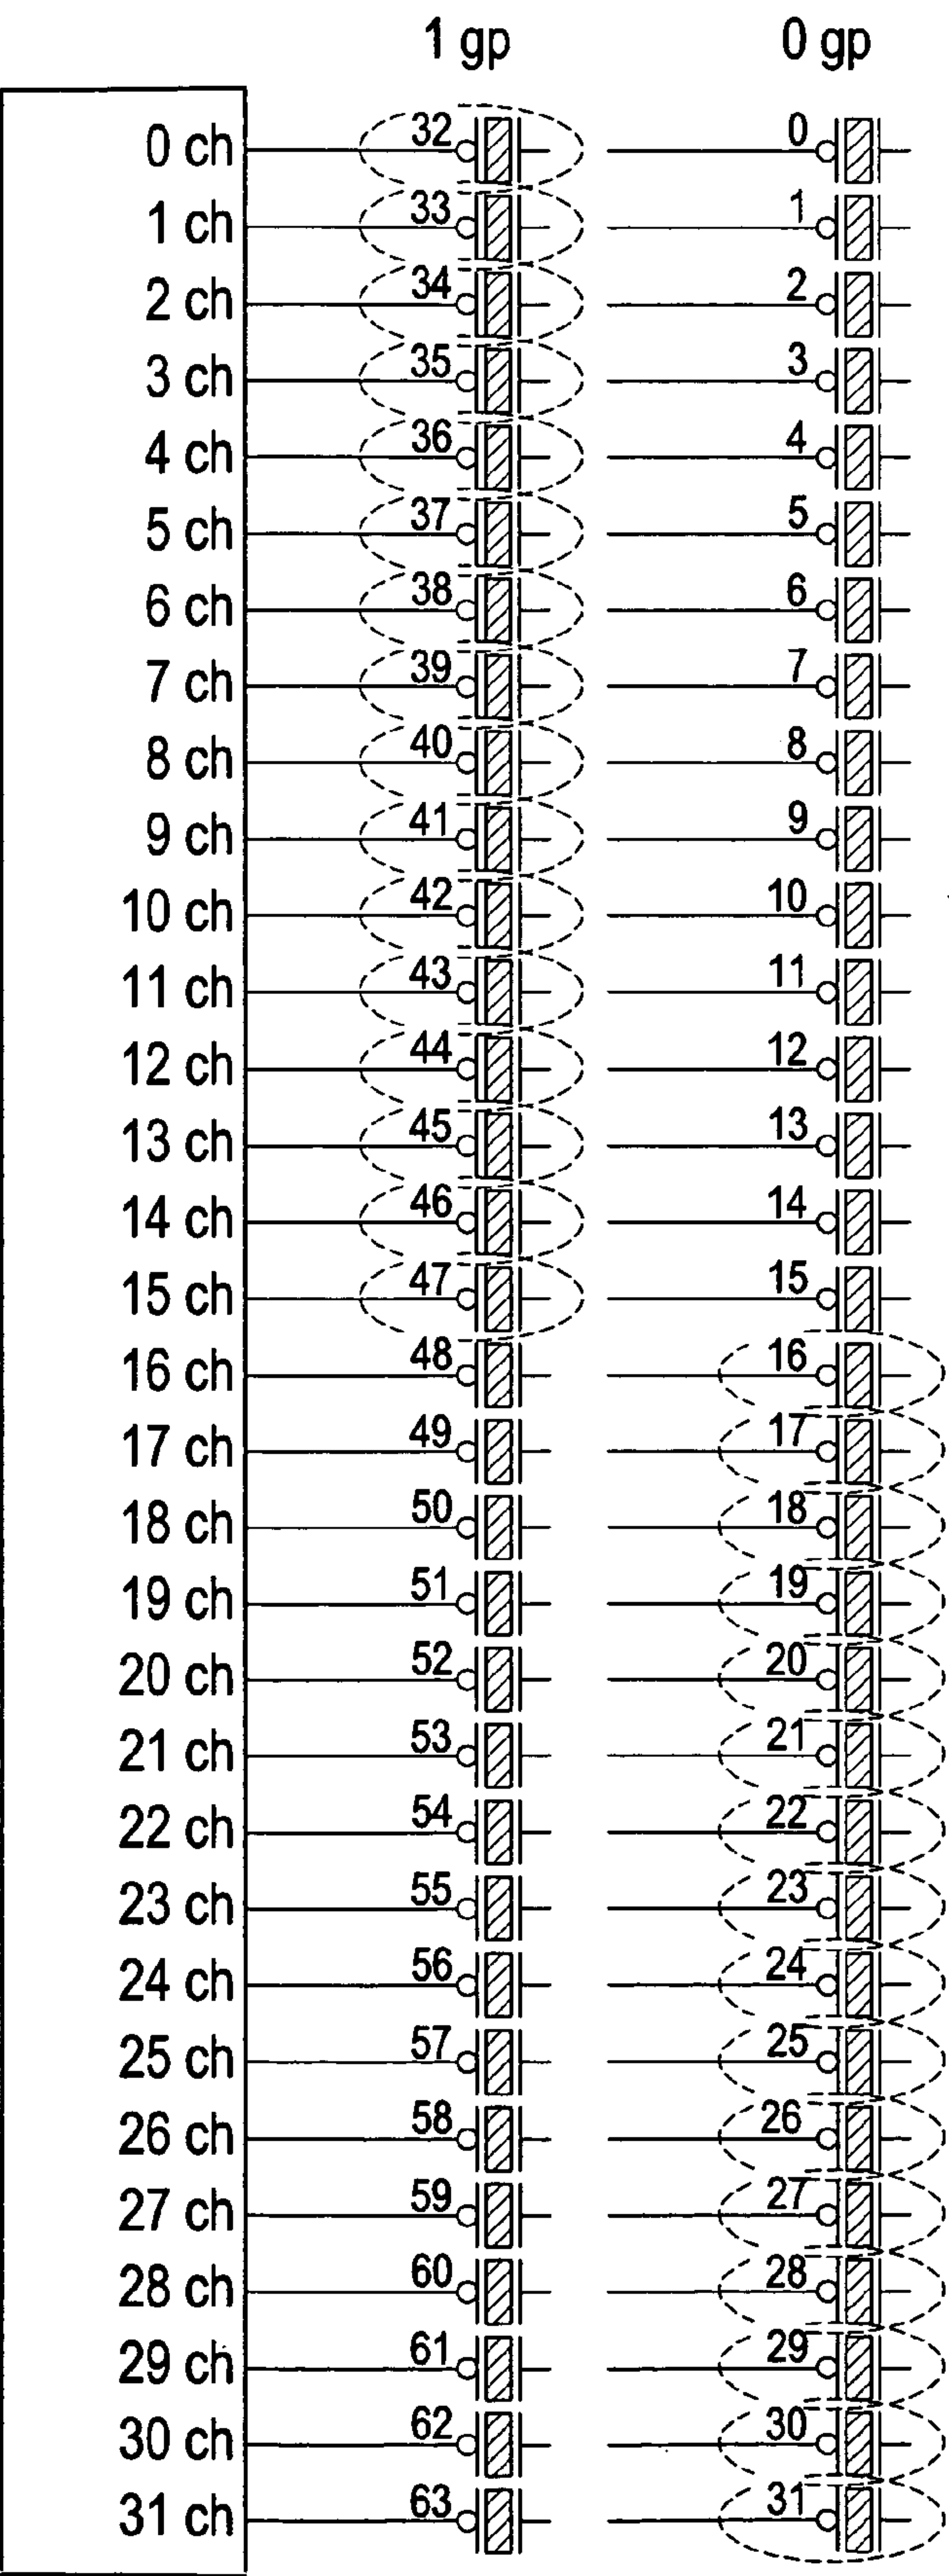 1 gp 0 gp
0 ch 32 0
1 ch 33 1
2 ch 34 2
3 ch 35 3
4 ch 36 4
5 ch 37 5
6 ch 38 6
7 ch 39 7
8 ch 40 8
9 ch 41 9
10 ch 42 10
11 ch 43 11
12 ch 44 12
13 ch 45 13
14 ch 46 14
15 ch 47 15
16 ch 48 16
17 ch 49 17
18 ch 50 18
19 ch 51 19
20 ch 52 20
21 ch 53 21
22 ch 54 22
23 ch 55 23
24 ch 56 24
25 ch 57 25
26 ch 58 26
27 ch 59 27
28 ch 60 28
29 ch 61 29
30 ch 62 30
31 ch 63 31